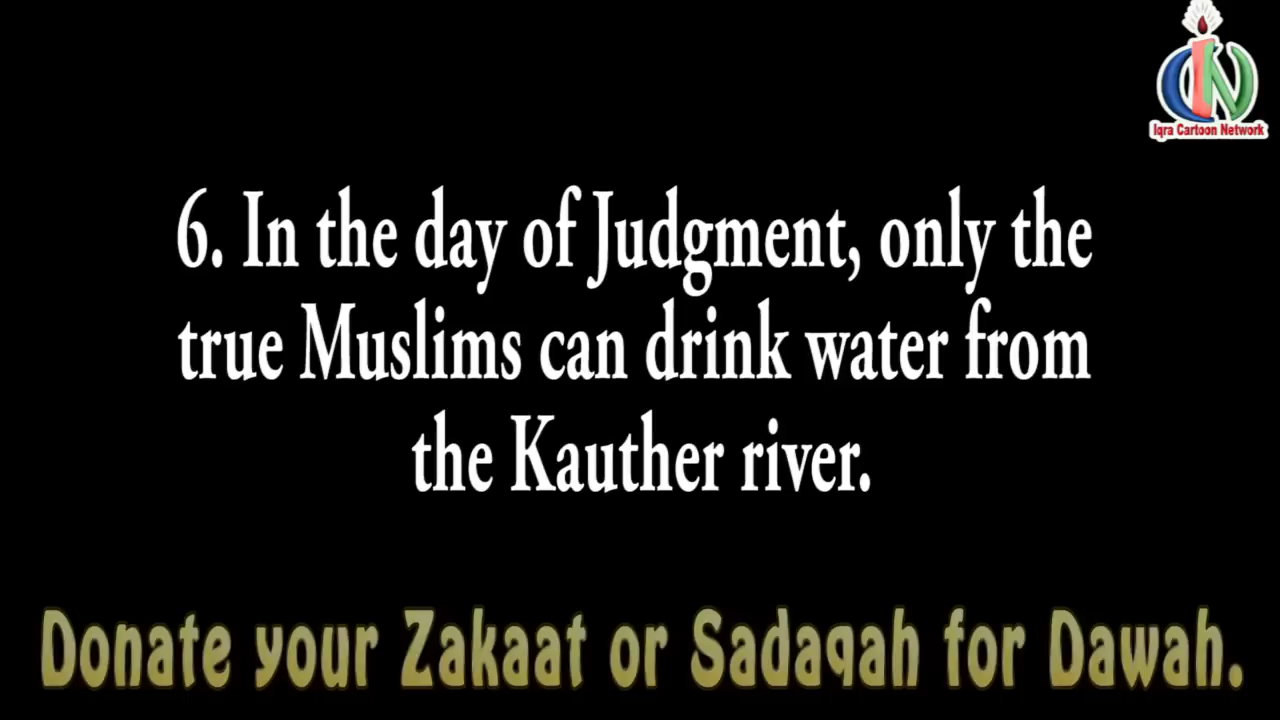 Iqra Cartoon Network
6. In the day of Judgment, only the
true Muslims can drink water from
the Kauther river.
Donate your Zakaat or Sadaqah for Dawah.